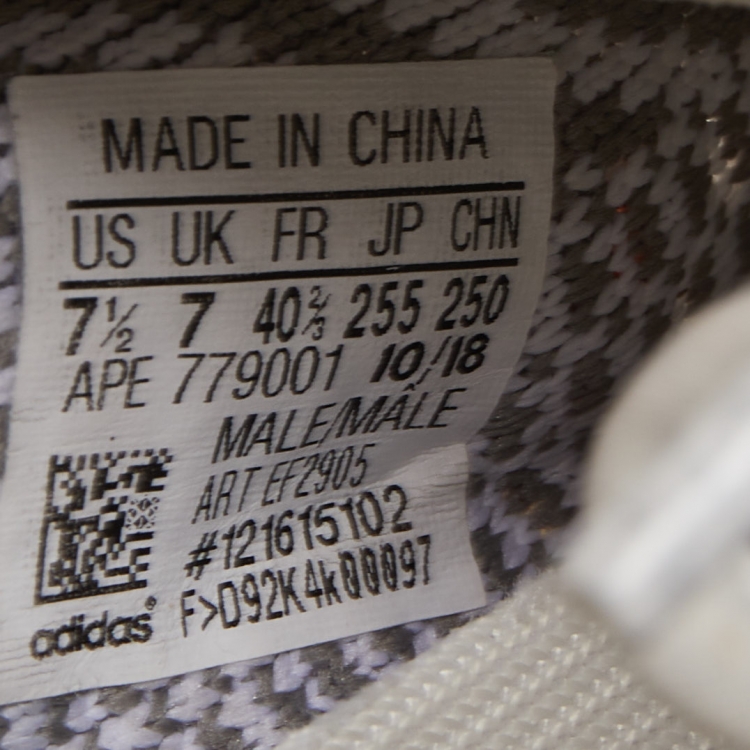 MADE IN CHINA
US UK FR JP CHN
7½ 7 40⅔ 255 250
APE 779001 10/18
MALE/MÂLE
ART EF2905
#121615102
F>D92K4k00097
adidas®